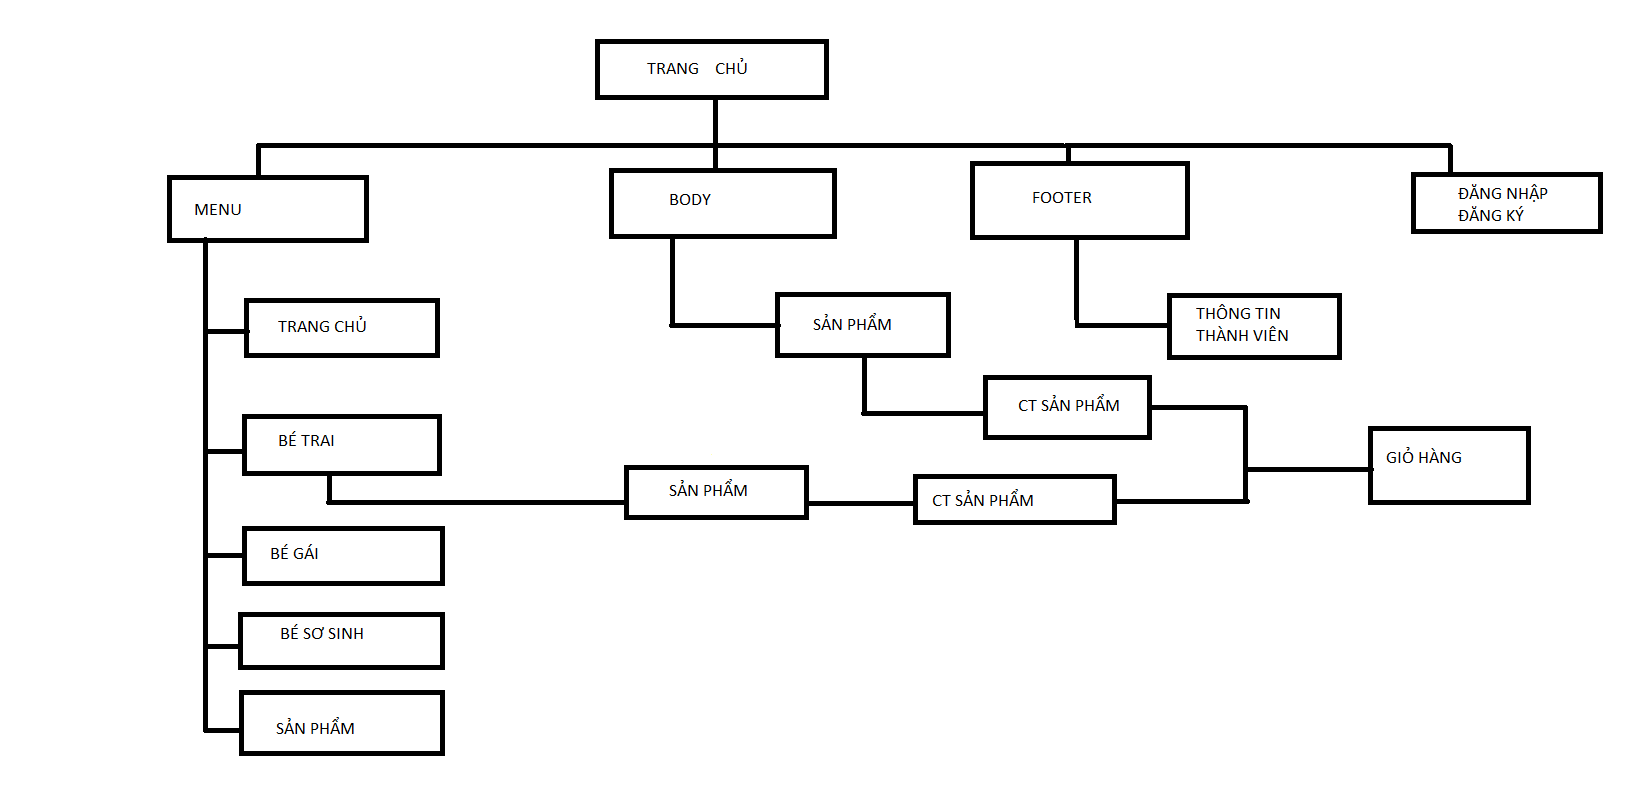 TRANG CHỦ
MENU
BODY
FOOTER
ĐĂNG NHẬP
ĐĂNG KÝ
TRANG CHỦ
SẢN PHẨM
THÔNG TIN
THÀNH VIÊN
CT SẢN PHẨM
BÉ TRAI
GIỎ HÀNG
SẢN PHẨM
CT SẢN PHẨM
BÉ GÁI
BÉ SƠ SINH
SẢN PHẨM